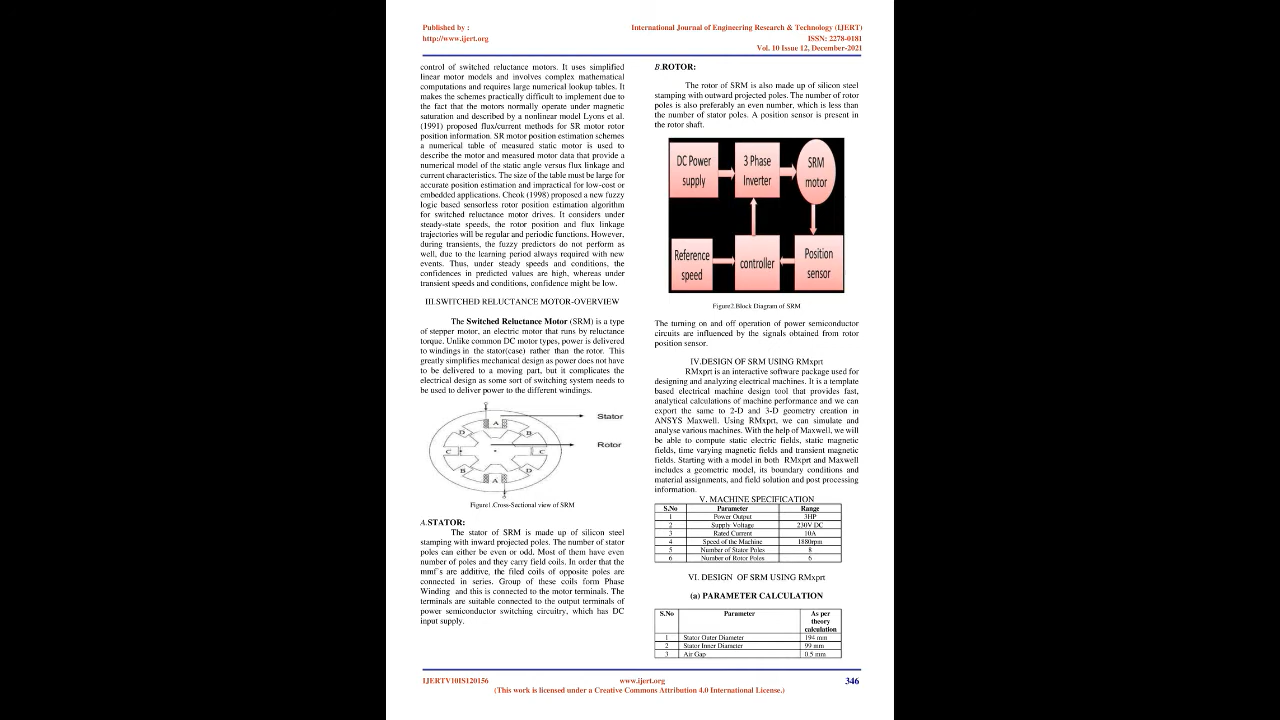 Published by :
http://www.ijert.org
International Journal of Engineering Research & Technology (IJERT)
ISSN: 2278-0181
Vol. 10 Issue 12, December-2021
control of switched reluctance motors. It uses simplified
linear motor models and involves complex mathematical
computations and requires large numerical lookup tables. It
makes the schemes practically difficult to implement due to
the fact that the motors normally operate under magnetic
saturation and described by a nonlinear model Lyons et al.
(1991) proposed flux/current methods for SR motor rotor
position information. SR motor position estimation schemes
a numerical table of measured static motor is used to
describe the motor and measured motor data that provide a
numerical model of the static angle versus flux linkage and
current characteristics. The size of the table must be large for
accurate position estimation and impractical for low-cost or
embedded applications. Cheok (1998) proposed a new fuzzy
logic based sensorless rotor position estimation algorithm
for switched reluctance motor drives. It considers under
steady-state speeds, the rotor position and flux linkage
trajectories will be regular and periodic functions. However,
during transients, the fuzzy predictors do not perform as
well, due to the learning period always required with new
events. Thus, under steady speeds and conditions, the
confidences in predicted values are high, whereas under
transient speeds and conditions, confidence might be low.
III.SWITCHED RELUCTANCE MOTOR-OVERVIEW
The Switched Reluctance Motor (SRM) is a type
of stepper motor, an electric motor that runs by reluctance
torque. Unlike common DC motor types, power is delivered
to windings in the stator(case) rather than the rotor. This
greatly simplifies mechanical design as power does not have
to be delivered to a moving part, but it complicates the
electrical design as some sort of switching system needs to
be used to deliver power to the different windings.
Stator
Rotor
A
D
B
C
C
B
D
A
Figure1.Cross-Sectional view of SRM
A.STATOR:
The stator of SRM is made up of silicon steel
stamping with inward projected poles. The number of stator
poles can either be even or odd. Most of them have even
number of poles and they carry field coils. In order that the
mmf's are additive, the filed coils of opposite poles are
connected in series. Group of these coils form Phase
Winding and this is connected to the motor terminals. The
terminals are suitable connected to the output terminals of
power semiconductor switching circuitry, which has DC
input supply.
B.ROTOR:
The rotor of SRM is also made up of silicon steel
stamping with outward projected poles. The number of rotor
poles is also preferably an even number, which is less than
the number of stator poles. A position sensor is present in
the rotor shaft.
DC Power
supply
3 Phase
Inverter
SRM
motor
Reference
speed
controller
Position
sensor
Figure2.Block Diagram of SRM
The turning on and off operation of power semiconductor
circuits are influenced by the signals obtained from rotor
position sensor.
IV.DESIGN OF SRM USING RMxprt
RMxprt is an interactive software package used for
designing and analyzing electrical machines. It is a template
based electrical machine design tool that provides fast,
analytical calculations of machine performance and we can
export the same to 2-D and 3-D geometry creation in
ANSYS Maxwell. Using RMxprt, we can simulate and
analyse various machines. With the help of Maxwell, we will
be able to compute static electric fields, static magnetic
fields, time varying magnetic fields and transient magnetic
fields. Starting with a model in both RMxprt and Maxwell
includes a geometric model, its boundary conditions and
material assignments, and field solution and post processing
information.
V. MACHINE SPECIFICATION
S.No Parameter Range
1 Power Output 3HP
2 Supply Voltage 230V DC
3 Rated Current 10A
4 Speed of the Machine 1880rpm
5 Number of Stator Poles 8
6 Number of Rotor Poles 6
VI. DESIGN OF SRM USING RMxprt
(a) PARAMETER CALCULATION
S.No Parameter As per
theory
calculation
1 Stator Outer Diameter 194 mm
2 Stator Inner Diameter 99 mm
3 Air Gap 0.5 mm
IJERTV10IS120156
www.ijert.org
346
(This work is licensed under a Creative Commons Attribution 4.0 International License.)